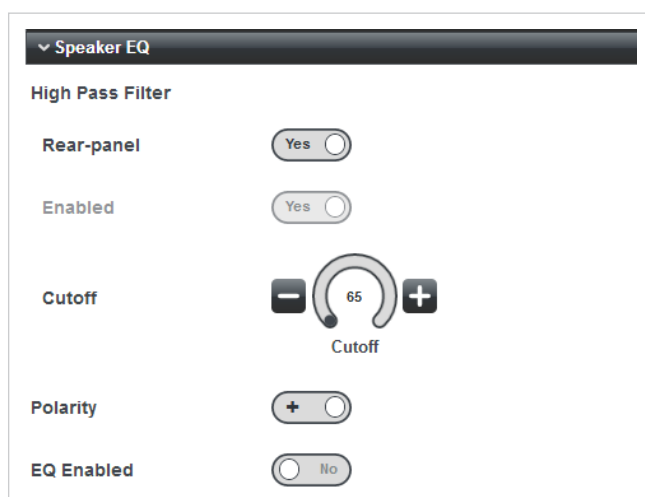 Speaker EQ
High Pass Filter
Rear-panel Yes
Enabled Yes
Cutoff 65
Cutoff
Polarity +
EQ Enabled No